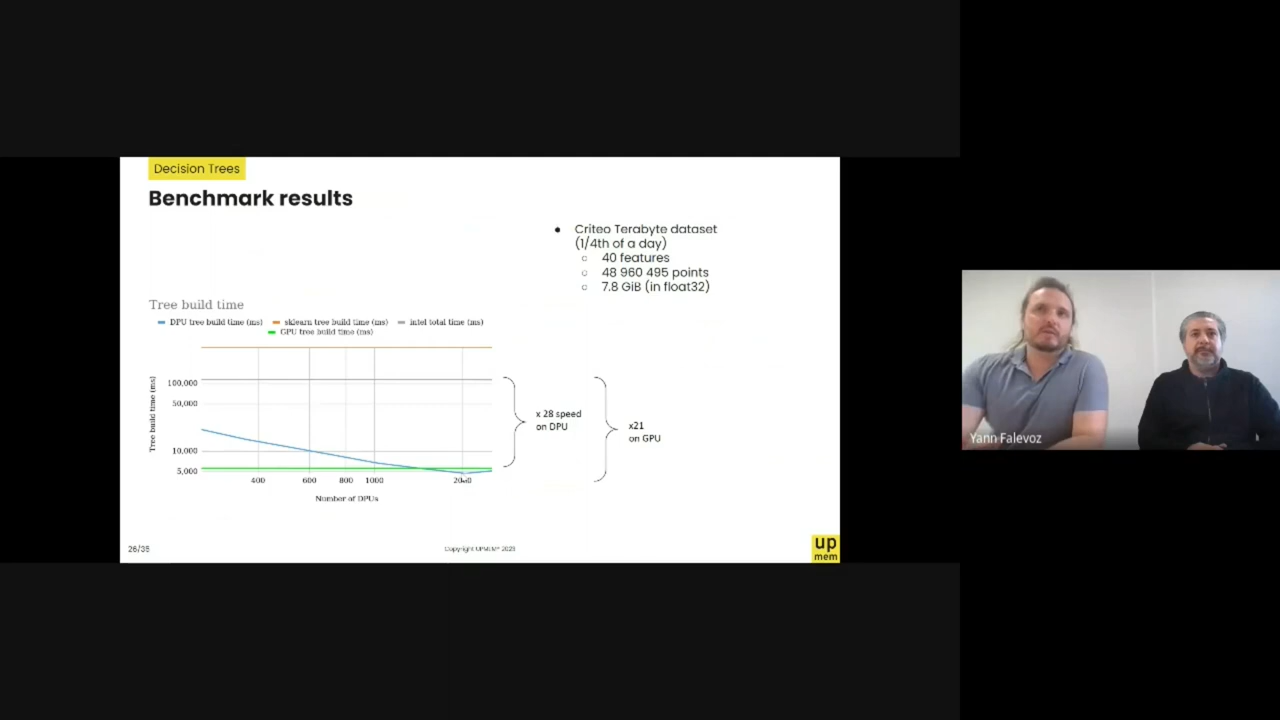 Decision Trees
Benchmark results
● Criteo Terabyte dataset
(1/4th of a day)
○ 40 features
○ 48 960 495 points
○ 7.8 GiB (in float32)
Tree build time
DPU tree build time (ms) sklearn tree build time (ms) intel total time (ms)
GPU tree build time (ms)
Tree build time (ms)
100,000
50,000
10,000
5,000
400 600 800 1000
Number of DPUs
x 28 speed
on DPU
x21
on GPU
26/35
Copyright UPMEM® 2023
up
mem
Yann Falevoz